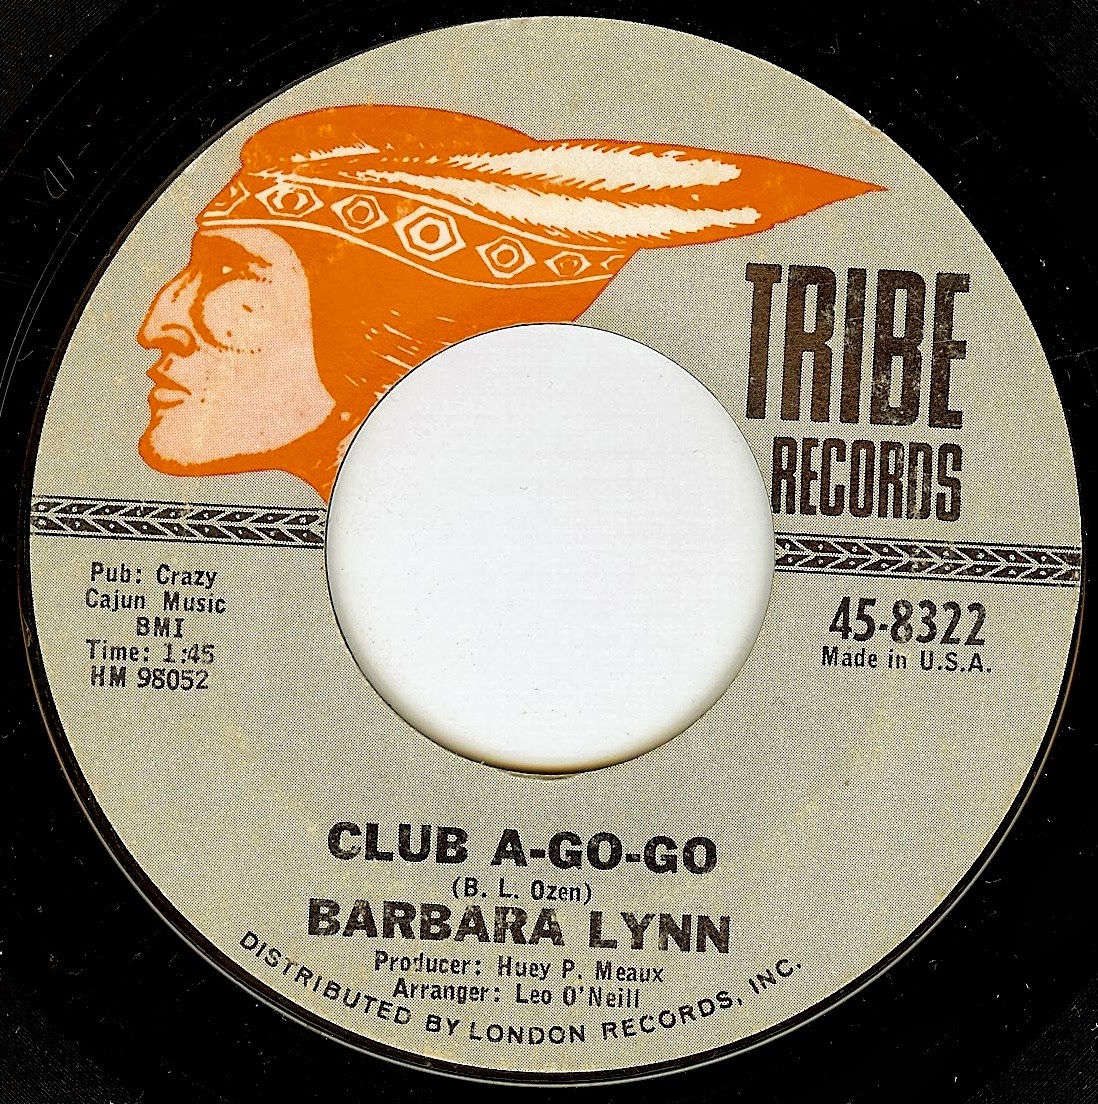 TRIBE
RECORDS
Pub: Crazy
Cajun Music
BMI
Time: 1:45
HM 98052
45-8322
Made in U.S.A.
CLUB A-GO-GO
(B. L. Ozen)
BARBARA LYNN
Producer: Huey P. Meaux
Arranger: Leo O'Neill
DISTRIBUTED BY LONDON RECORDS, INC.